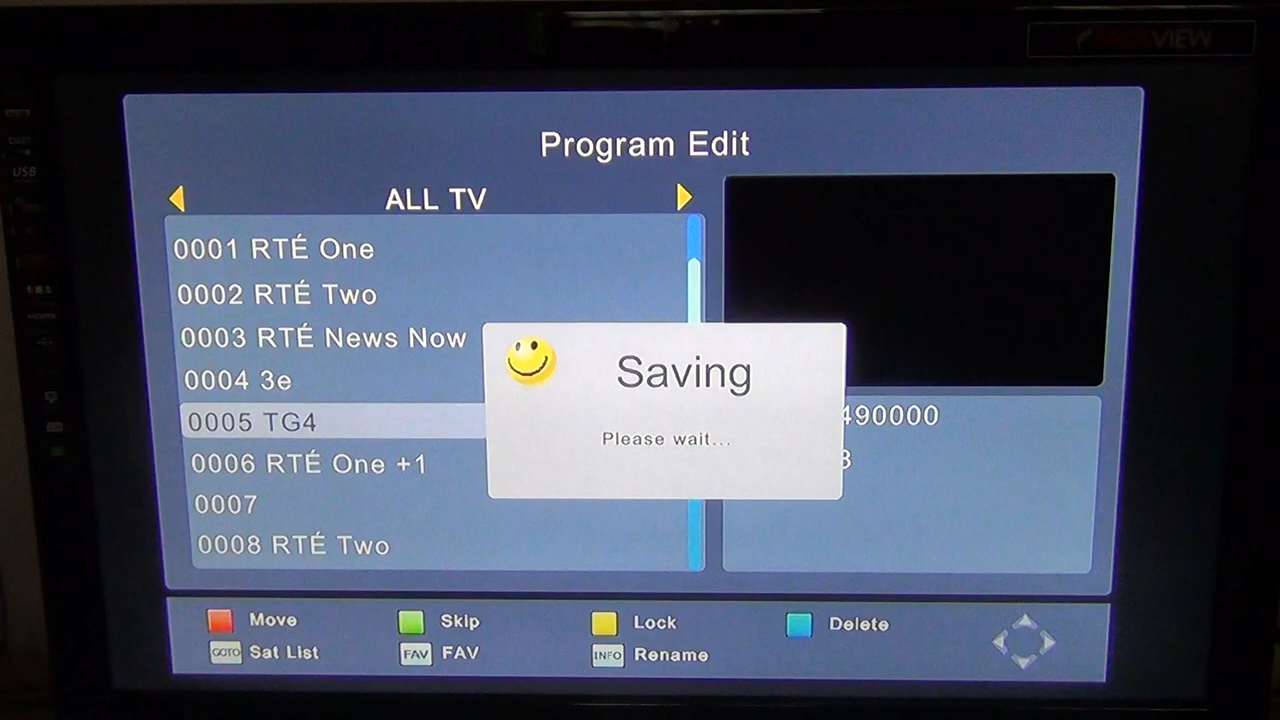 VIEW
USB
Program Edit
ALL TV
0001 RTÉ One
0002 RTÉ Two
0003 RTÉ News Now
0004 3e
0005 TG4
0006 RTÉ One +1
0007
0008 RTÉ Two
Saving
Please wait...
490000
3
Move
Skip
Lock
Delete
GOTO Sat List
FAV FAV
INFO Rename